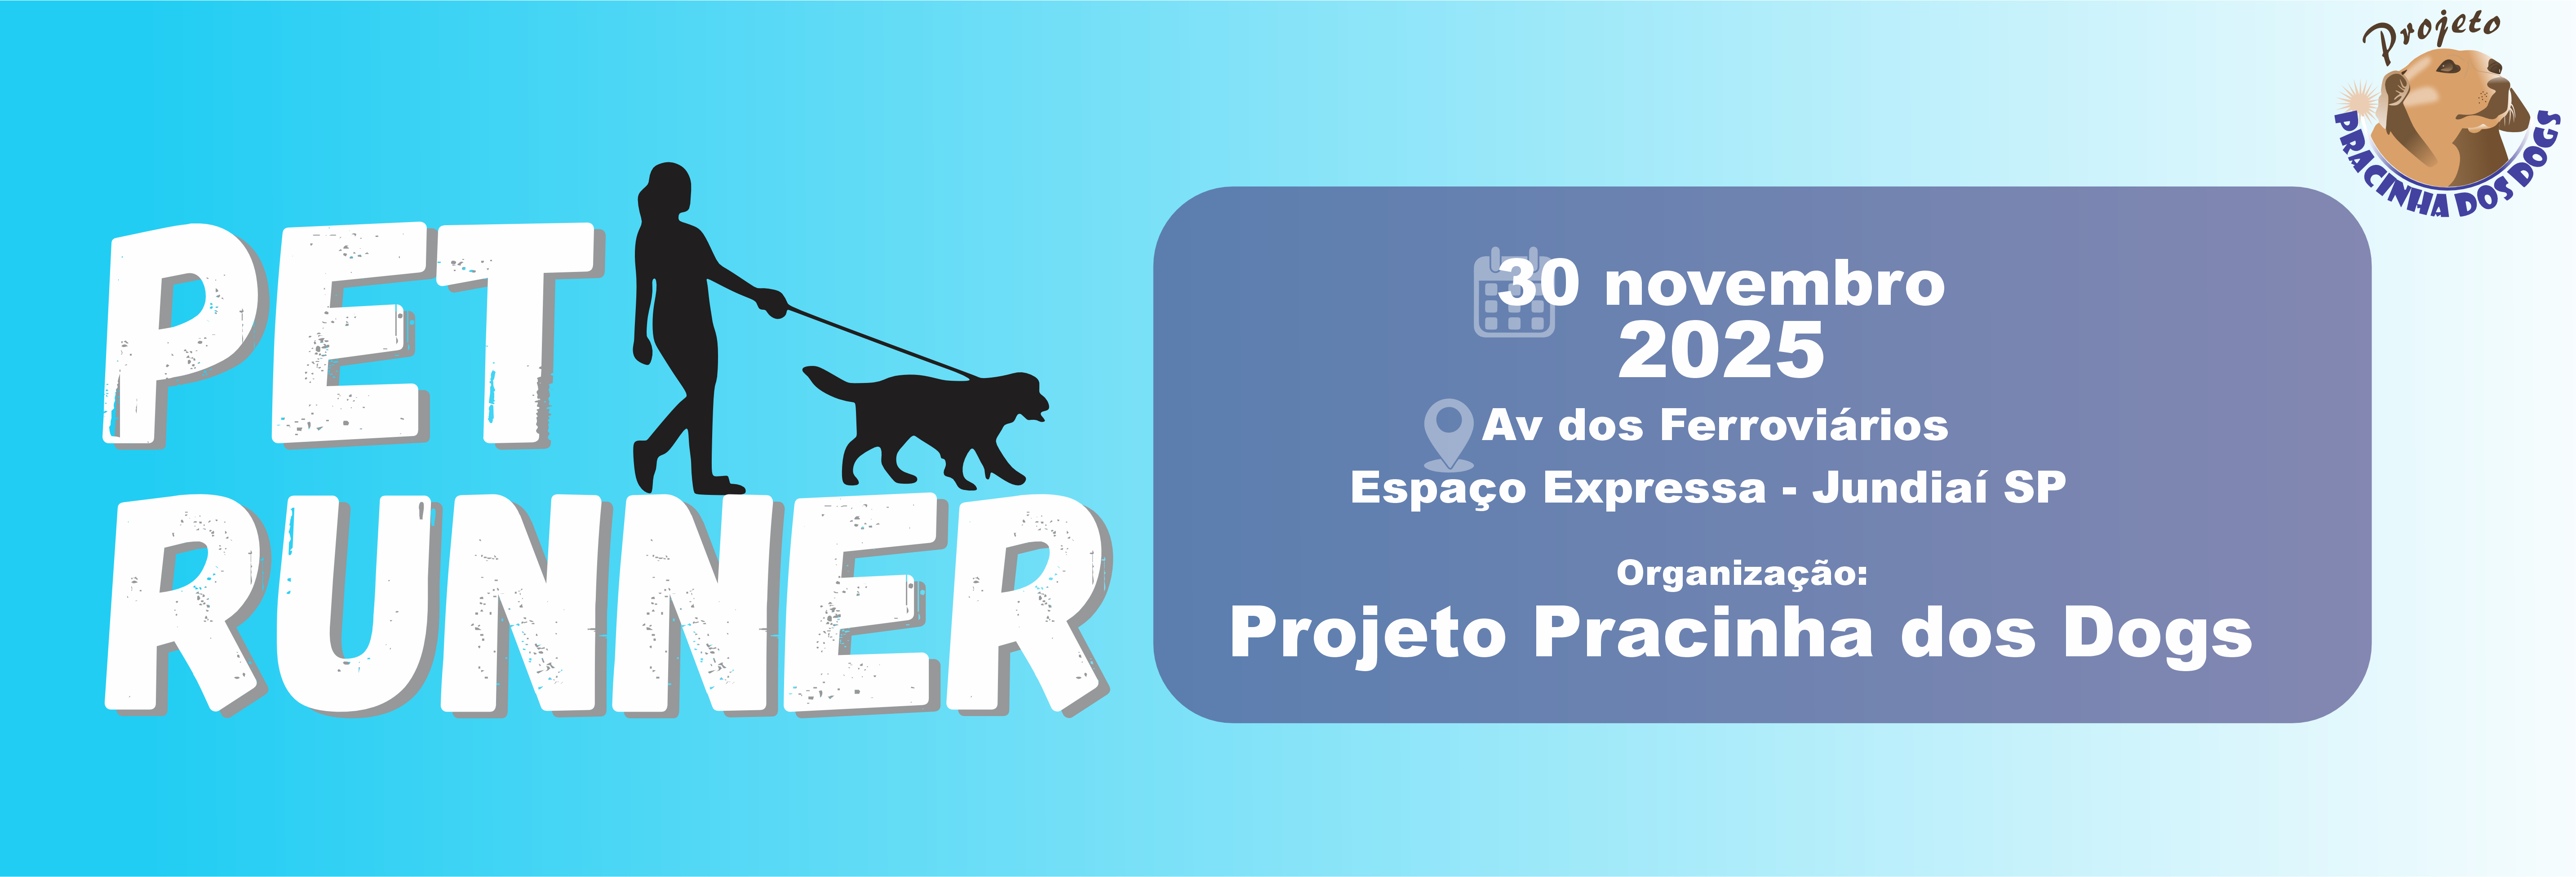 Projeto
PRACINHA DOS DOGS
PET
RUNNER
30 novembro
2025
Av dos Ferroviários
Espaço Expressa - Jundiaí SP
Organização:
Projeto Pracinha dos Dogs